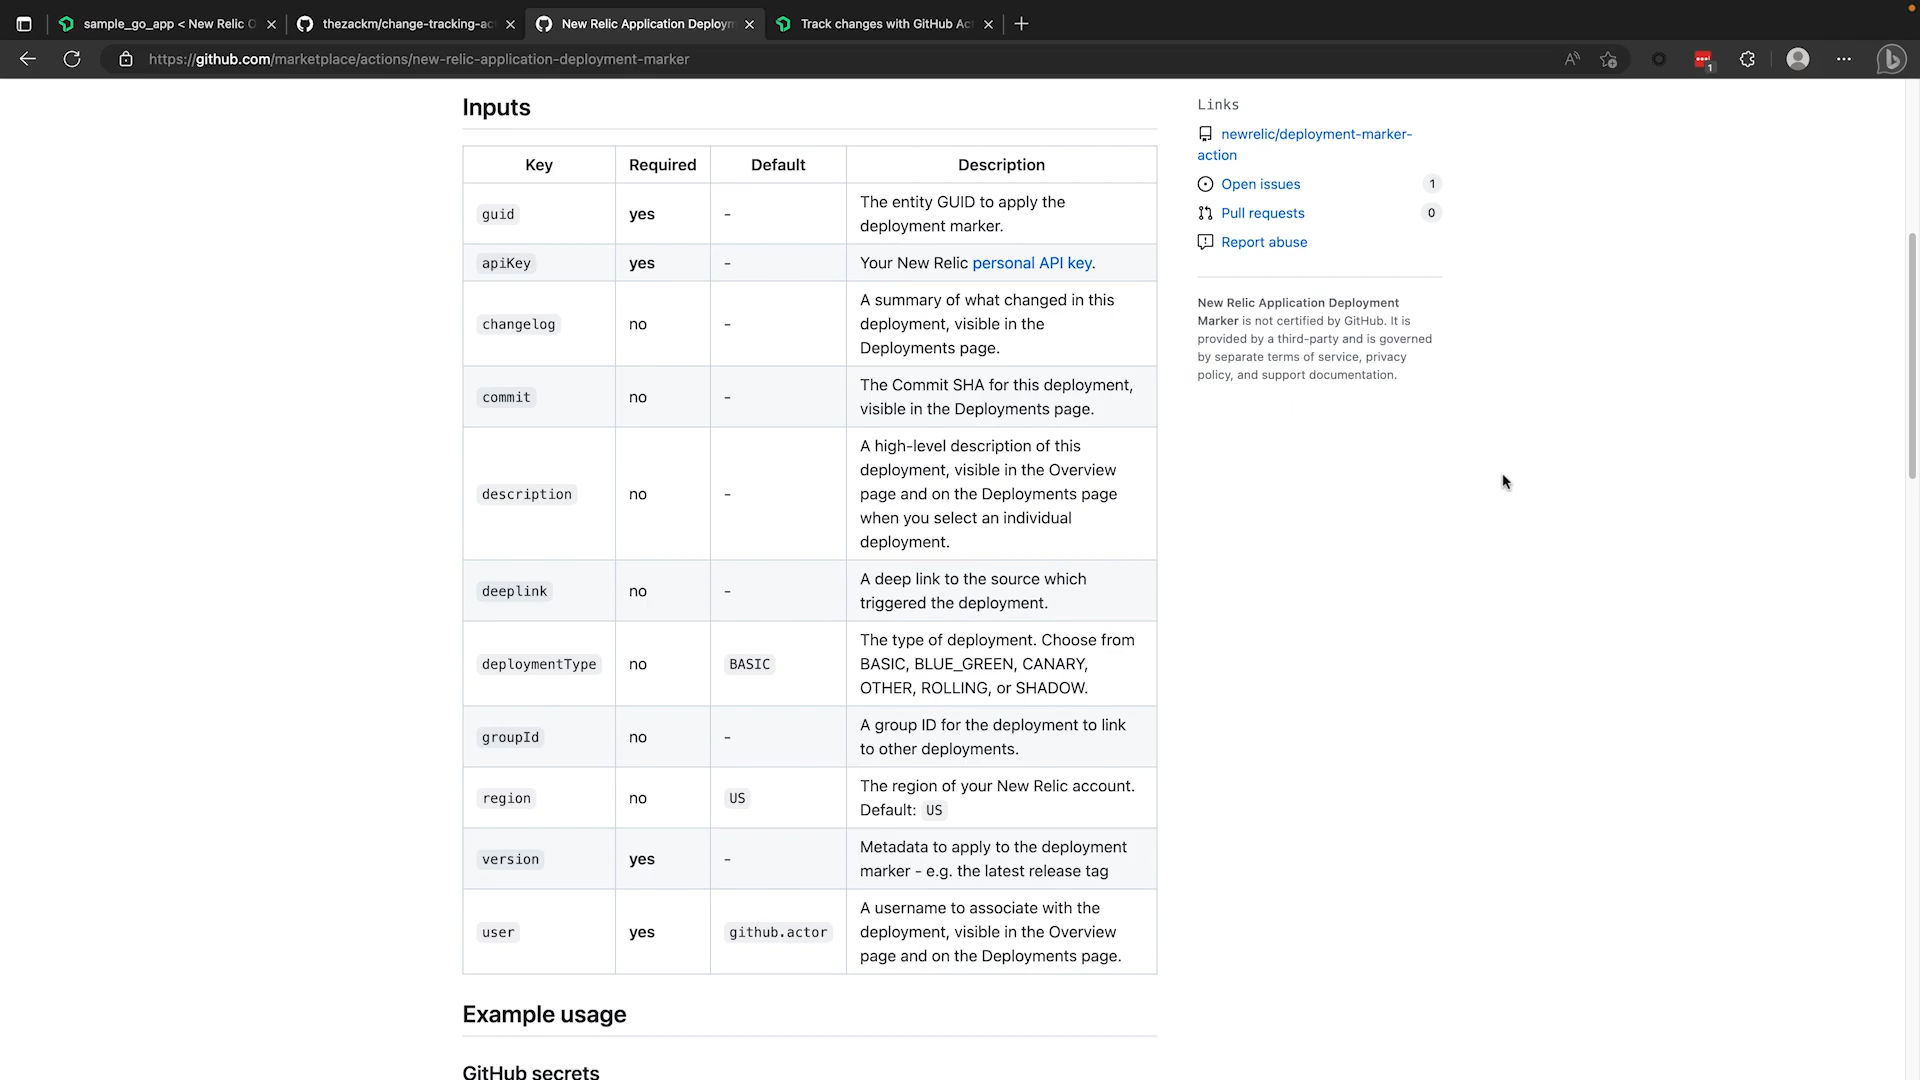 sample_go_app < New Relic O
thezackm/change-tracking-ac
New Relic Application Deploym
Track changes with GitHub Act
https://github.com/marketplace/actions/new-relic-application-deployment-marker
1
Inputs
Key Required Default Description
guid yes - The entity GUID to apply the
deployment marker.
apiKey yes - Your New Relic personal API key.
changelog no - A summary of what changed in this
deployment, visible in the
Deployments page.
commit no - The Commit SHA for this deployment,
visible in the Deployments page.
description no - A high-level description of this
deployment, visible in the Overview
page and on the Deployments page
when you select an individual
deployment.
deeplink no - A deep link to the source which
triggered the deployment.
deploymentType no BASIC The type of deployment. Choose from
BASIC, BLUE_GREEN, CANARY,
OTHER, ROLLING, or SHADOW.
groupId no - A group ID for the deployment to link
to other deployments.
region no US The region of your New Relic account.
Default: US
version yes - Metadata to apply to the deployment
marker - e.g. the latest release tag
user yes github.actor A username to associate with the
deployment, visible in the Overview
page and on the Deployments page.
Example usage
GitHub secrets
Links
newrelic/deployment-marker-
action
Open issues 1
Pull requests 0
Report abuse
New Relic Application Deployment
Marker is not certified by GitHub. It is
provided by a third-party and is governed
by separate terms of service, privacy
policy, and support documentation.